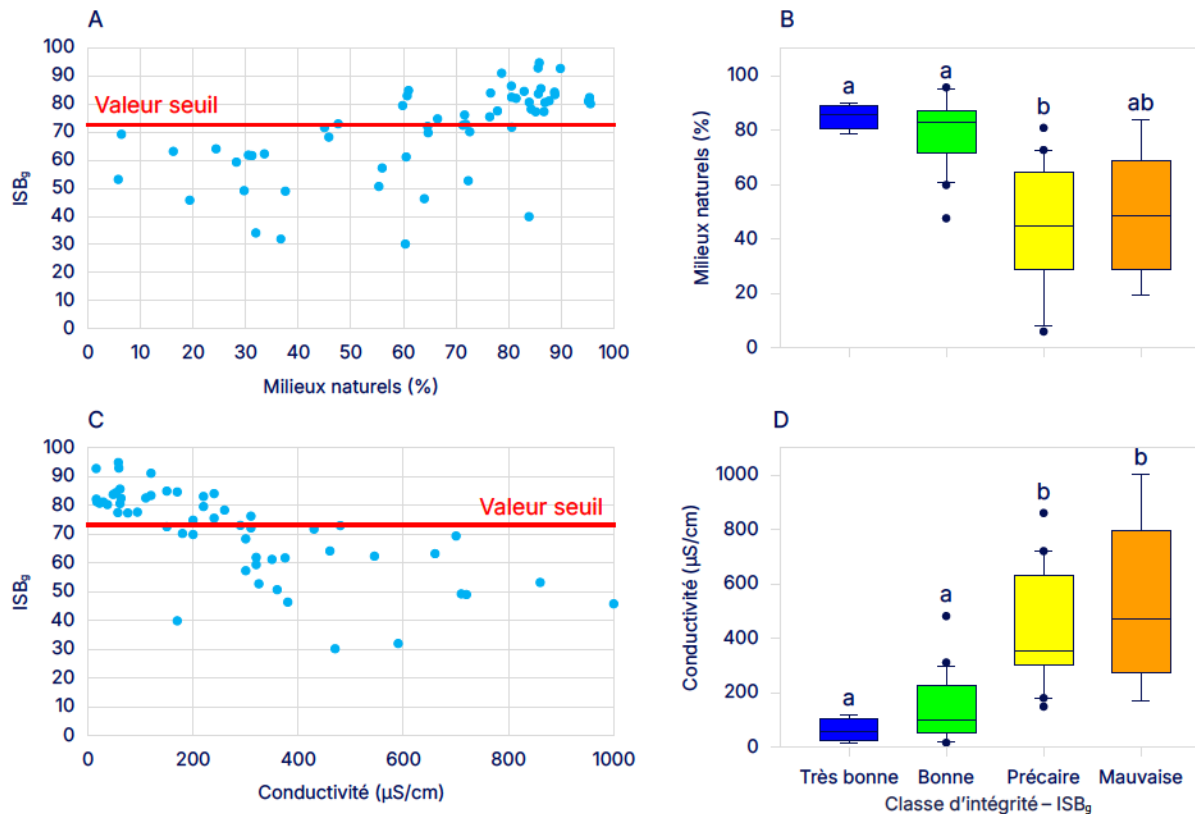 A
ISBg
100
90
80
70
60
50
40
30
20
10
0
Valeur seuil
0 10 20 30 40 50 60 70 80 90 100
Milieux naturels (%)
B
Milieux naturels (%)
100
80
60
40
20
0
a a b ab
C
ISBg
100
90
80
70
60
50
40
30
20
10
0
Valeur seuil
0 200 400 600 800 1000
Conductivité (µS/cm)
D
Conductivité (µS/cm)
1000
800
600
400
200
0
a a b b
Très bonne Bonne Précaire Mauvaise
Classe d’intégrité – ISBg